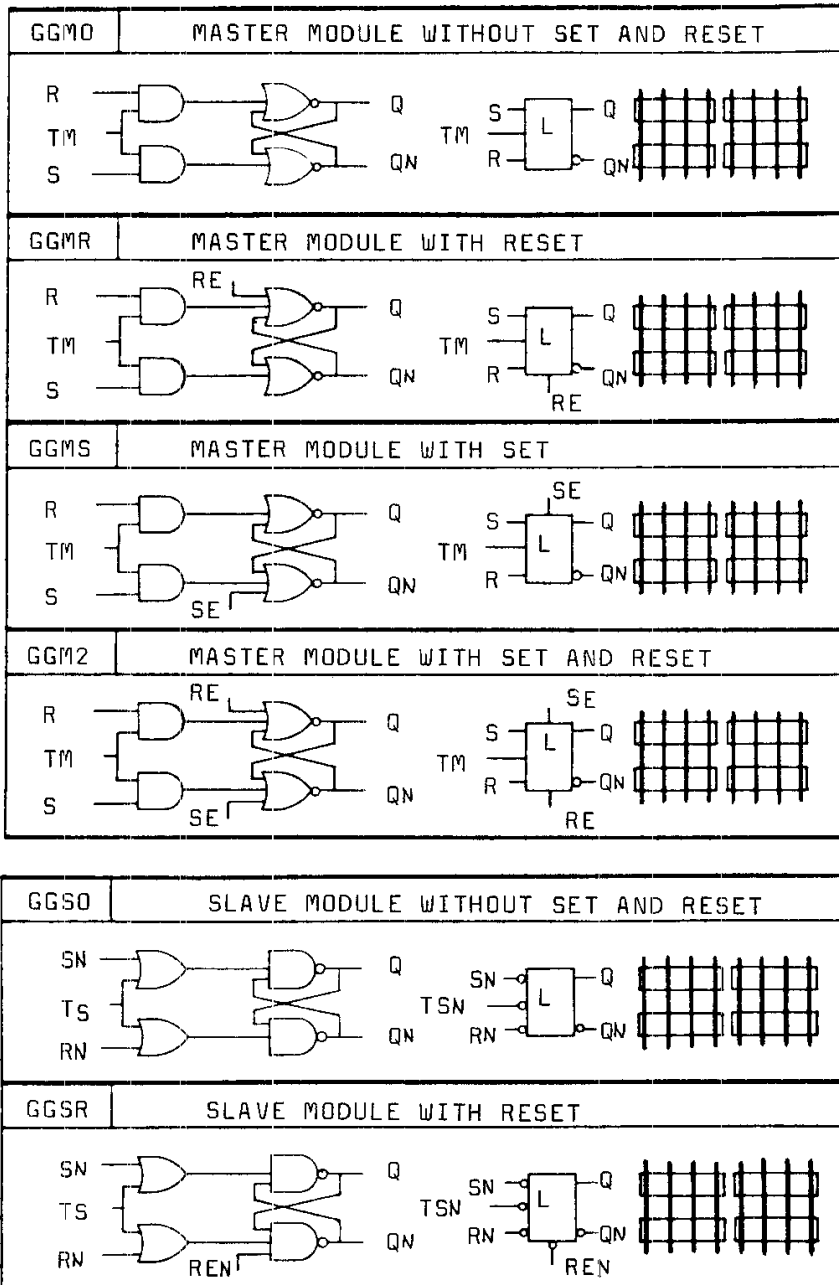 GGMO MASTER MODULE WITHOUT SET AND RESET
R Q S Q
TM TM L
S QN R QN
GGMR MASTER MODULE WITH RESET
RE
R Q S Q
TM TM L
S QN R QN
RE
GGMS MASTER MODULE WITH SET
SE
R Q S Q
TM TM L
S QN R QN
SE
GGM2 MASTER MODULE WITH SET AND RESET
RE SE
R Q S Q
TM TM L
S QN R QN
SE RE
GGSO SLAVE MODULE WITHOUT SET AND RESET
SN Q SN Q
TS TSN L
RN QN RN QN
GGSR SLAVE MODULE WITH RESET
SN Q SN Q
TS TSN L
RN QN RN QN
REN REN